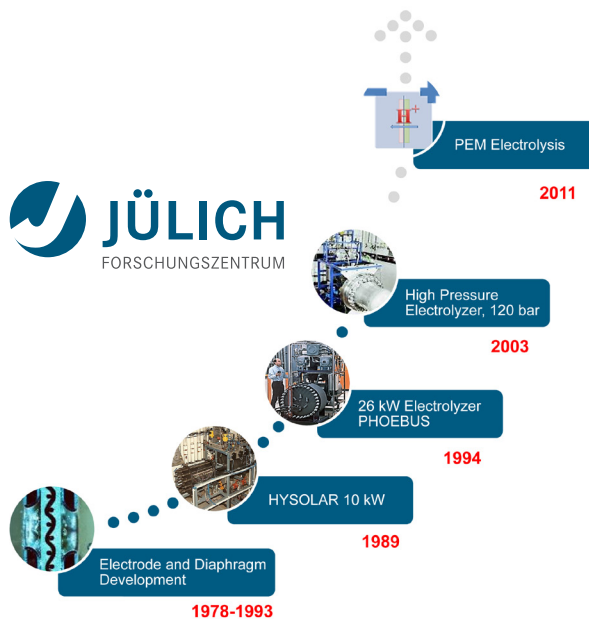 H+
PEM Electrolysis
2011
JÜLICH
FORSCHUNGSZENTRUM
High Pressure
Electrolyzer, 120 bar
2003
26 kW Electrolyzer
PHOEBUS
1994
HYSOLAR 10 kW
1989
Electrode and Diaphragm
Development
1978-1993